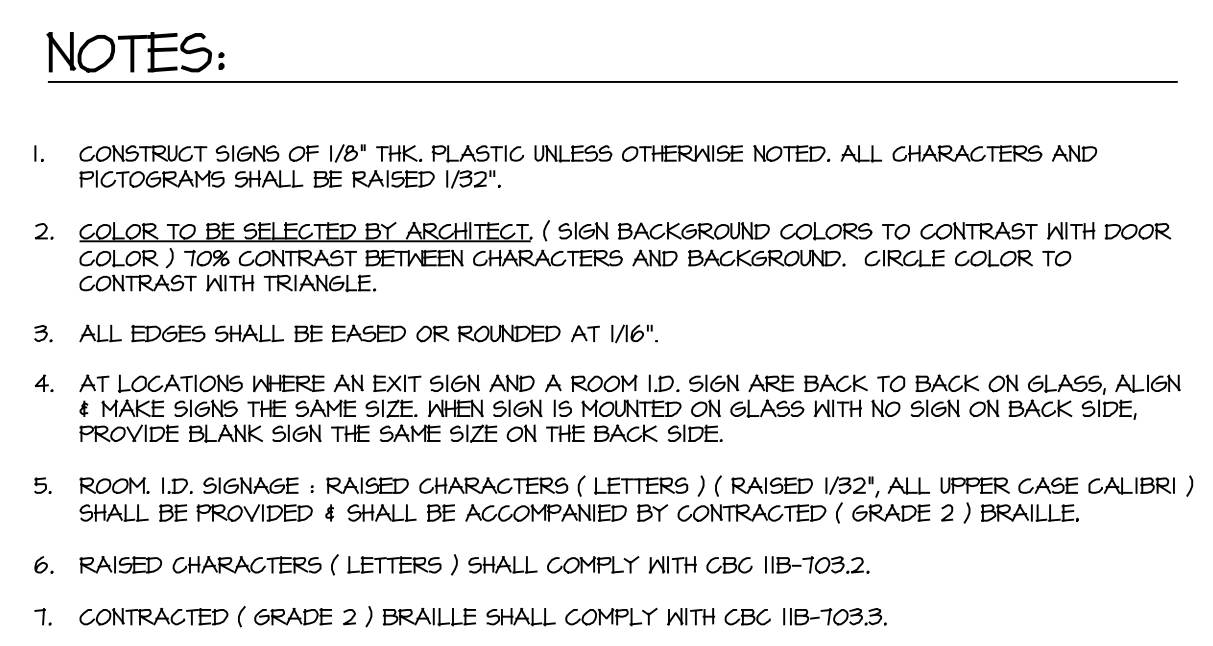 NOTES:
1. CONSTRUCT SIGNS OF 1/8" THK. PLASTIC UNLESS OTHERWISE NOTED. ALL CHARACTERS AND
PICTOGRAMS SHALL BE RAISED 1/32".
2. COLOR TO BE SELECTED BY ARCHITECT. ( SIGN BACKGROUND COLORS TO CONTRAST WITH DOOR
COLOR ) 70% CONTRAST BETWEEN CHARACTERS AND BACKGROUND. CIRCLE COLOR TO
CONTRAST WITH TRIANGLE.
3. ALL EDGES SHALL BE EASED OR ROUNDED AT 1/16".
4. AT LOCATIONS WHERE AN EXIT SIGN AND A ROOM I.D. SIGN ARE BACK TO BACK ON GLASS, ALIGN
& MAKE SIGNS THE SAME SIZE. WHEN SIGN IS MOUNTED ON GLASS WITH NO SIGN ON BACK SIDE,
PROVIDE BLANK SIGN THE SAME SIZE ON THE BACK SIDE.
5. ROOM. I.D. SIGNAGE : RAISED CHARACTERS ( LETTERS ) ( RAISED 1/32", ALL UPPER CASE CALIBRI )
SHALL BE PROVIDED & SHALL BE ACCOMPANIED BY CONTRACTED ( GRADE 2 ) BRAILLE.
6. RAISED CHARACTERS ( LETTERS ) SHALL COMPLY WITH CBC 11B-703.2.
7. CONTRACTED ( GRADE 2 ) BRAILLE SHALL COMPLY WITH CBC 11B-703.3.